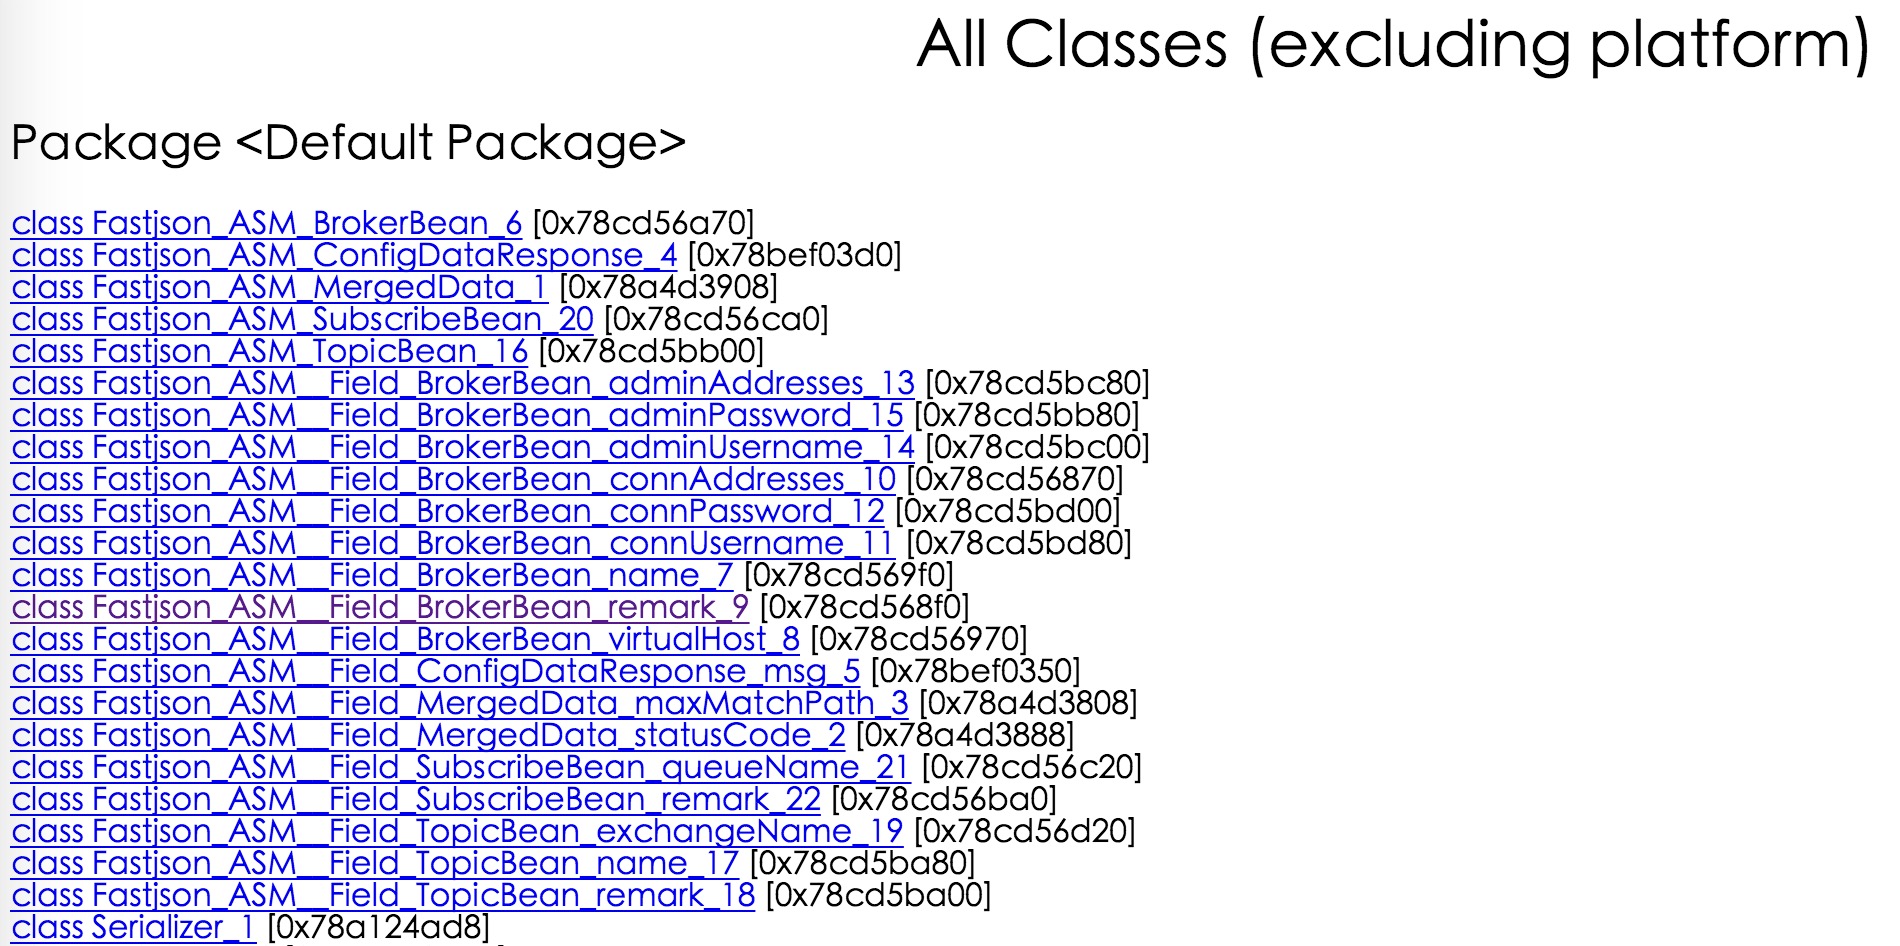 All Classes (excluding platform)
Package <Default Package>
class Fastjson_ASM_BrokerBean_6 [0x78cd56a70]
class Fastjson_ASM_ConfigDataResponse_4 [0x78bef03d0]
class Fastjson_ASM_MergedData_1 [0x78a4d3908]
class Fastjson_ASM_SubscribeBean_20 [0x78cd56ca0]
class Fastjson_ASM_TopicBean_16 [0x78cd5bb00]
class Fastjson_ASM__Field_BrokerBean_adminAddresses_13 [0x78cd5bc80]
class Fastjson_ASM__Field_BrokerBean_adminPassword_15 [0x78cd5bb80]
class Fastjson_ASM__Field_BrokerBean_adminUsername_14 [0x78cd5bc00]
class Fastjson_ASM__Field_BrokerBean_connAddresses_10 [0x78cd56870]
class Fastjson_ASM__Field_BrokerBean_connPassword_12 [0x78cd5bd00]
class Fastjson_ASM__Field_BrokerBean_connUsername_11 [0x78cd5bd80]
class Fastjson_ASM__Field_BrokerBean_name_7 [0x78cd569f0]
class Fastjson_ASM__Field_BrokerBean_remark_9 [0x78cd568f0]
class Fastjson_ASM__Field_BrokerBean_virtualHost_8 [0x78cd56970]
class Fastjson_ASM__Field_ConfigDataResponse_msg_5 [0x78bef0350]
class Fastjson_ASM__Field_MergedData_maxMatchPath_3 [0x78a4d3808]
class Fastjson_ASM__Field_MergedData_statusCode_2 [0x78a4d3888]
class Fastjson_ASM__Field_SubscribeBean_queueName_21 [0x78cd56c20]
class Fastjson_ASM__Field_SubscribeBean_remark_22 [0x78cd56ba0]
class Fastjson_ASM__Field_TopicBean_exchangeName_19 [0x78cd56d20]
class Fastjson_ASM__Field_TopicBean_name_17 [0x78cd5ba80]
class Fastjson_ASM__Field_TopicBean_remark_18 [0x78cd5ba00]
class Serializer_1 [0x78a124ad8]